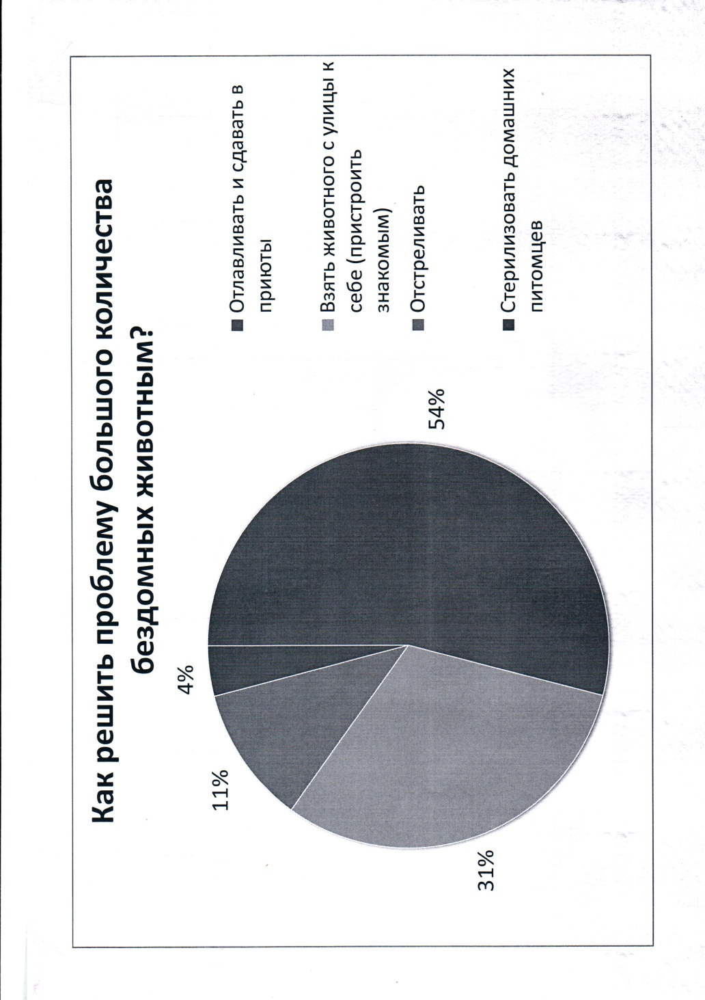 Как решить проблему большого количества
бездомных животным?
Отлавливать и сдавать в
приюты
Взять животного с улицы к
себе (пристроить
знакомым)
Отстреливать
Стерилизовать домашних
питомцев
4%
11%
54%
31%